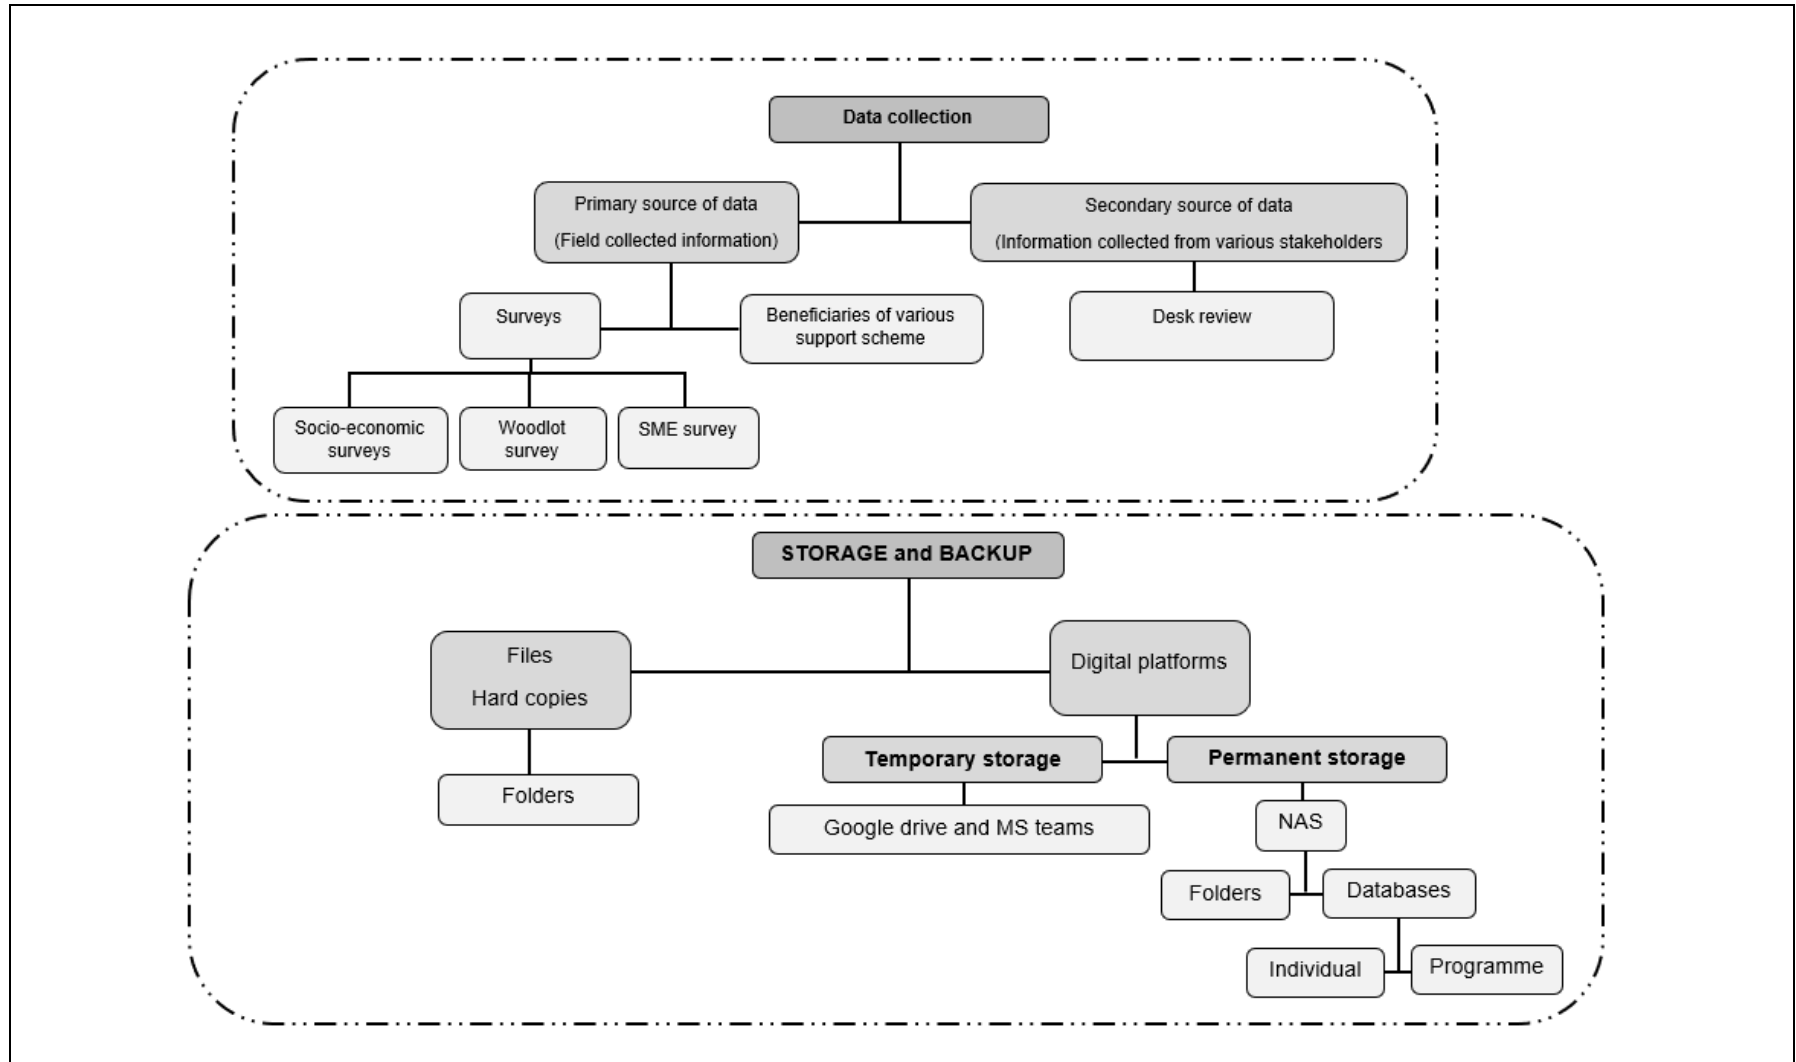 Data collection
Primary source of data
(Field collected information)
Secondary source of data
(Information collected from various stakeholders
Surveys
Beneficiaries of various
support scheme
Desk review
Socio-economic
surveys
Woodlot
survey
SME survey
STORAGE and BACKUP
Files
Hard copies
Digital platforms
Temporary storage
Permanent storage
Folders
Google drive and MS teams
NAS
Folders
Databases
Individual
Programme